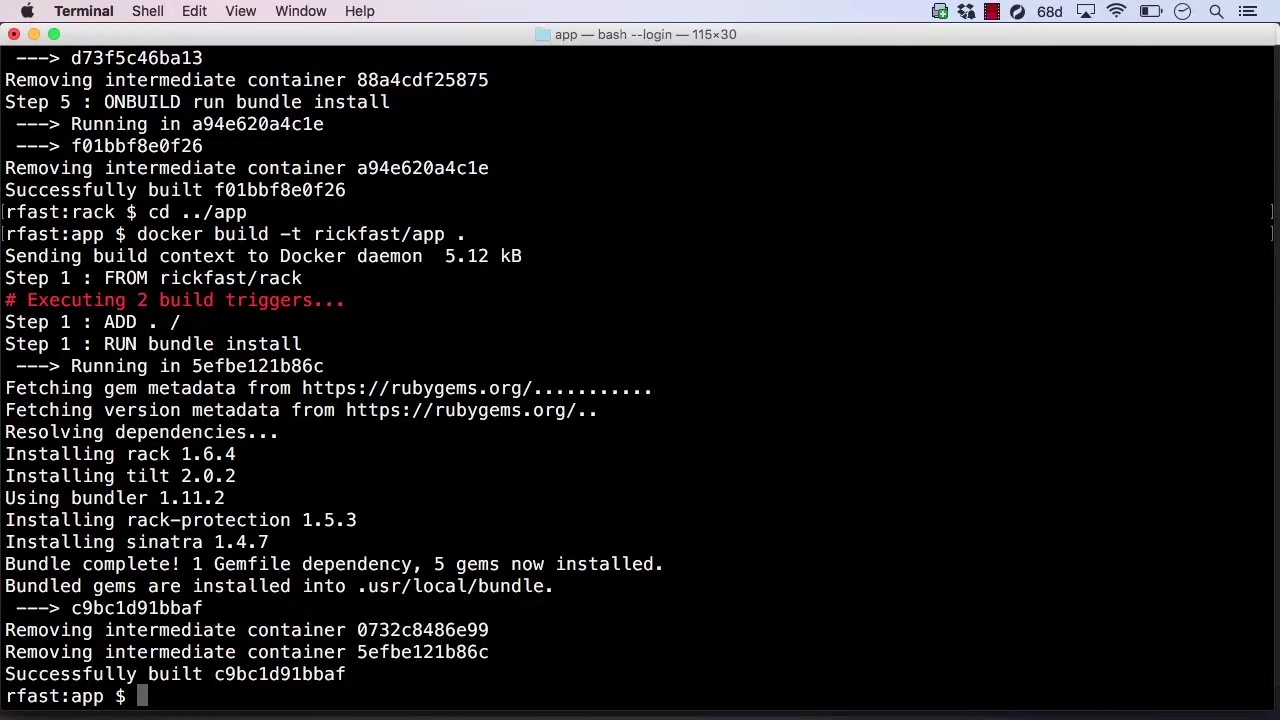 Terminal Shell Edit View Window Help 68d
app — bash --login — 115×30
---> d73f5c46ba13
Removing intermediate container 88a4cdf25875
Step 5 : ONBUILD run bundle install
---> Running in a94e620a4c1e
---> f01bbf8e0f26
Removing intermediate container a94e620a4c1e
Successfully built f01bbf8e0f26
[rfast:rack $ cd ../app ]
[rfast:app $ docker build -t rickfast/app . ]
Sending build context to Docker daemon  5.12 kB
Step 1 : FROM rickfast/rack
# Executing 2 build triggers...
Step 1 : ADD . /
Step 1 : RUN bundle install
---> Running in 5efbe121b86c
Fetching gem metadata from https://rubygems.org/...........
Fetching version metadata from https://rubygems.org/..
Resolving dependencies...
Installing rack 1.6.4
Installing tilt 2.0.2
Using bundler 1.11.2
Installing rack-protection 1.5.3
Installing sinatra 1.4.7
Bundle complete! 1 Gemfile dependency, 5 gems now installed.
Bundled gems are installed into .usr/local/bundle.
---> c9bc1d91bbaf
Removing intermediate container 0732c8486e99
Removing intermediate container 5efbe121b86c
Successfully built c9bc1d91bbaf
rfast:app $